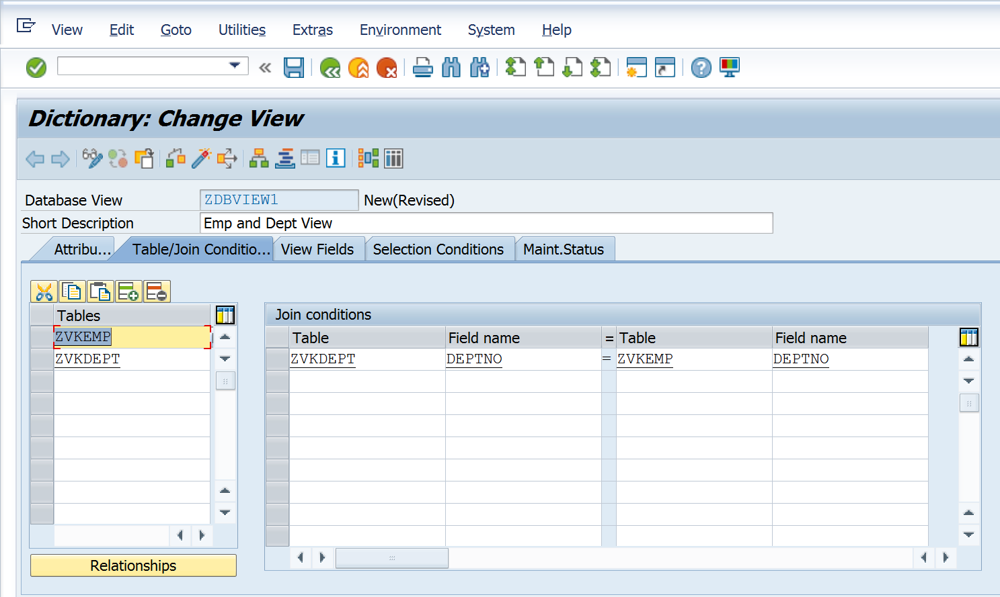 View Edit Goto Utilities Extras Environment System Help
Dictionary: Change View
Database View ZDBVIEW1 New(Revised)
Short Description Emp and Dept View
Attribu... Table/Join Conditio... View Fields Selection Conditions Maint.Status
Tables
ZVKEMP
ZVKDEPT
Relationships
Join conditions
Table Field name = Table Field name
ZVKDEPT DEPTNO = ZVKEMP DEPTNO